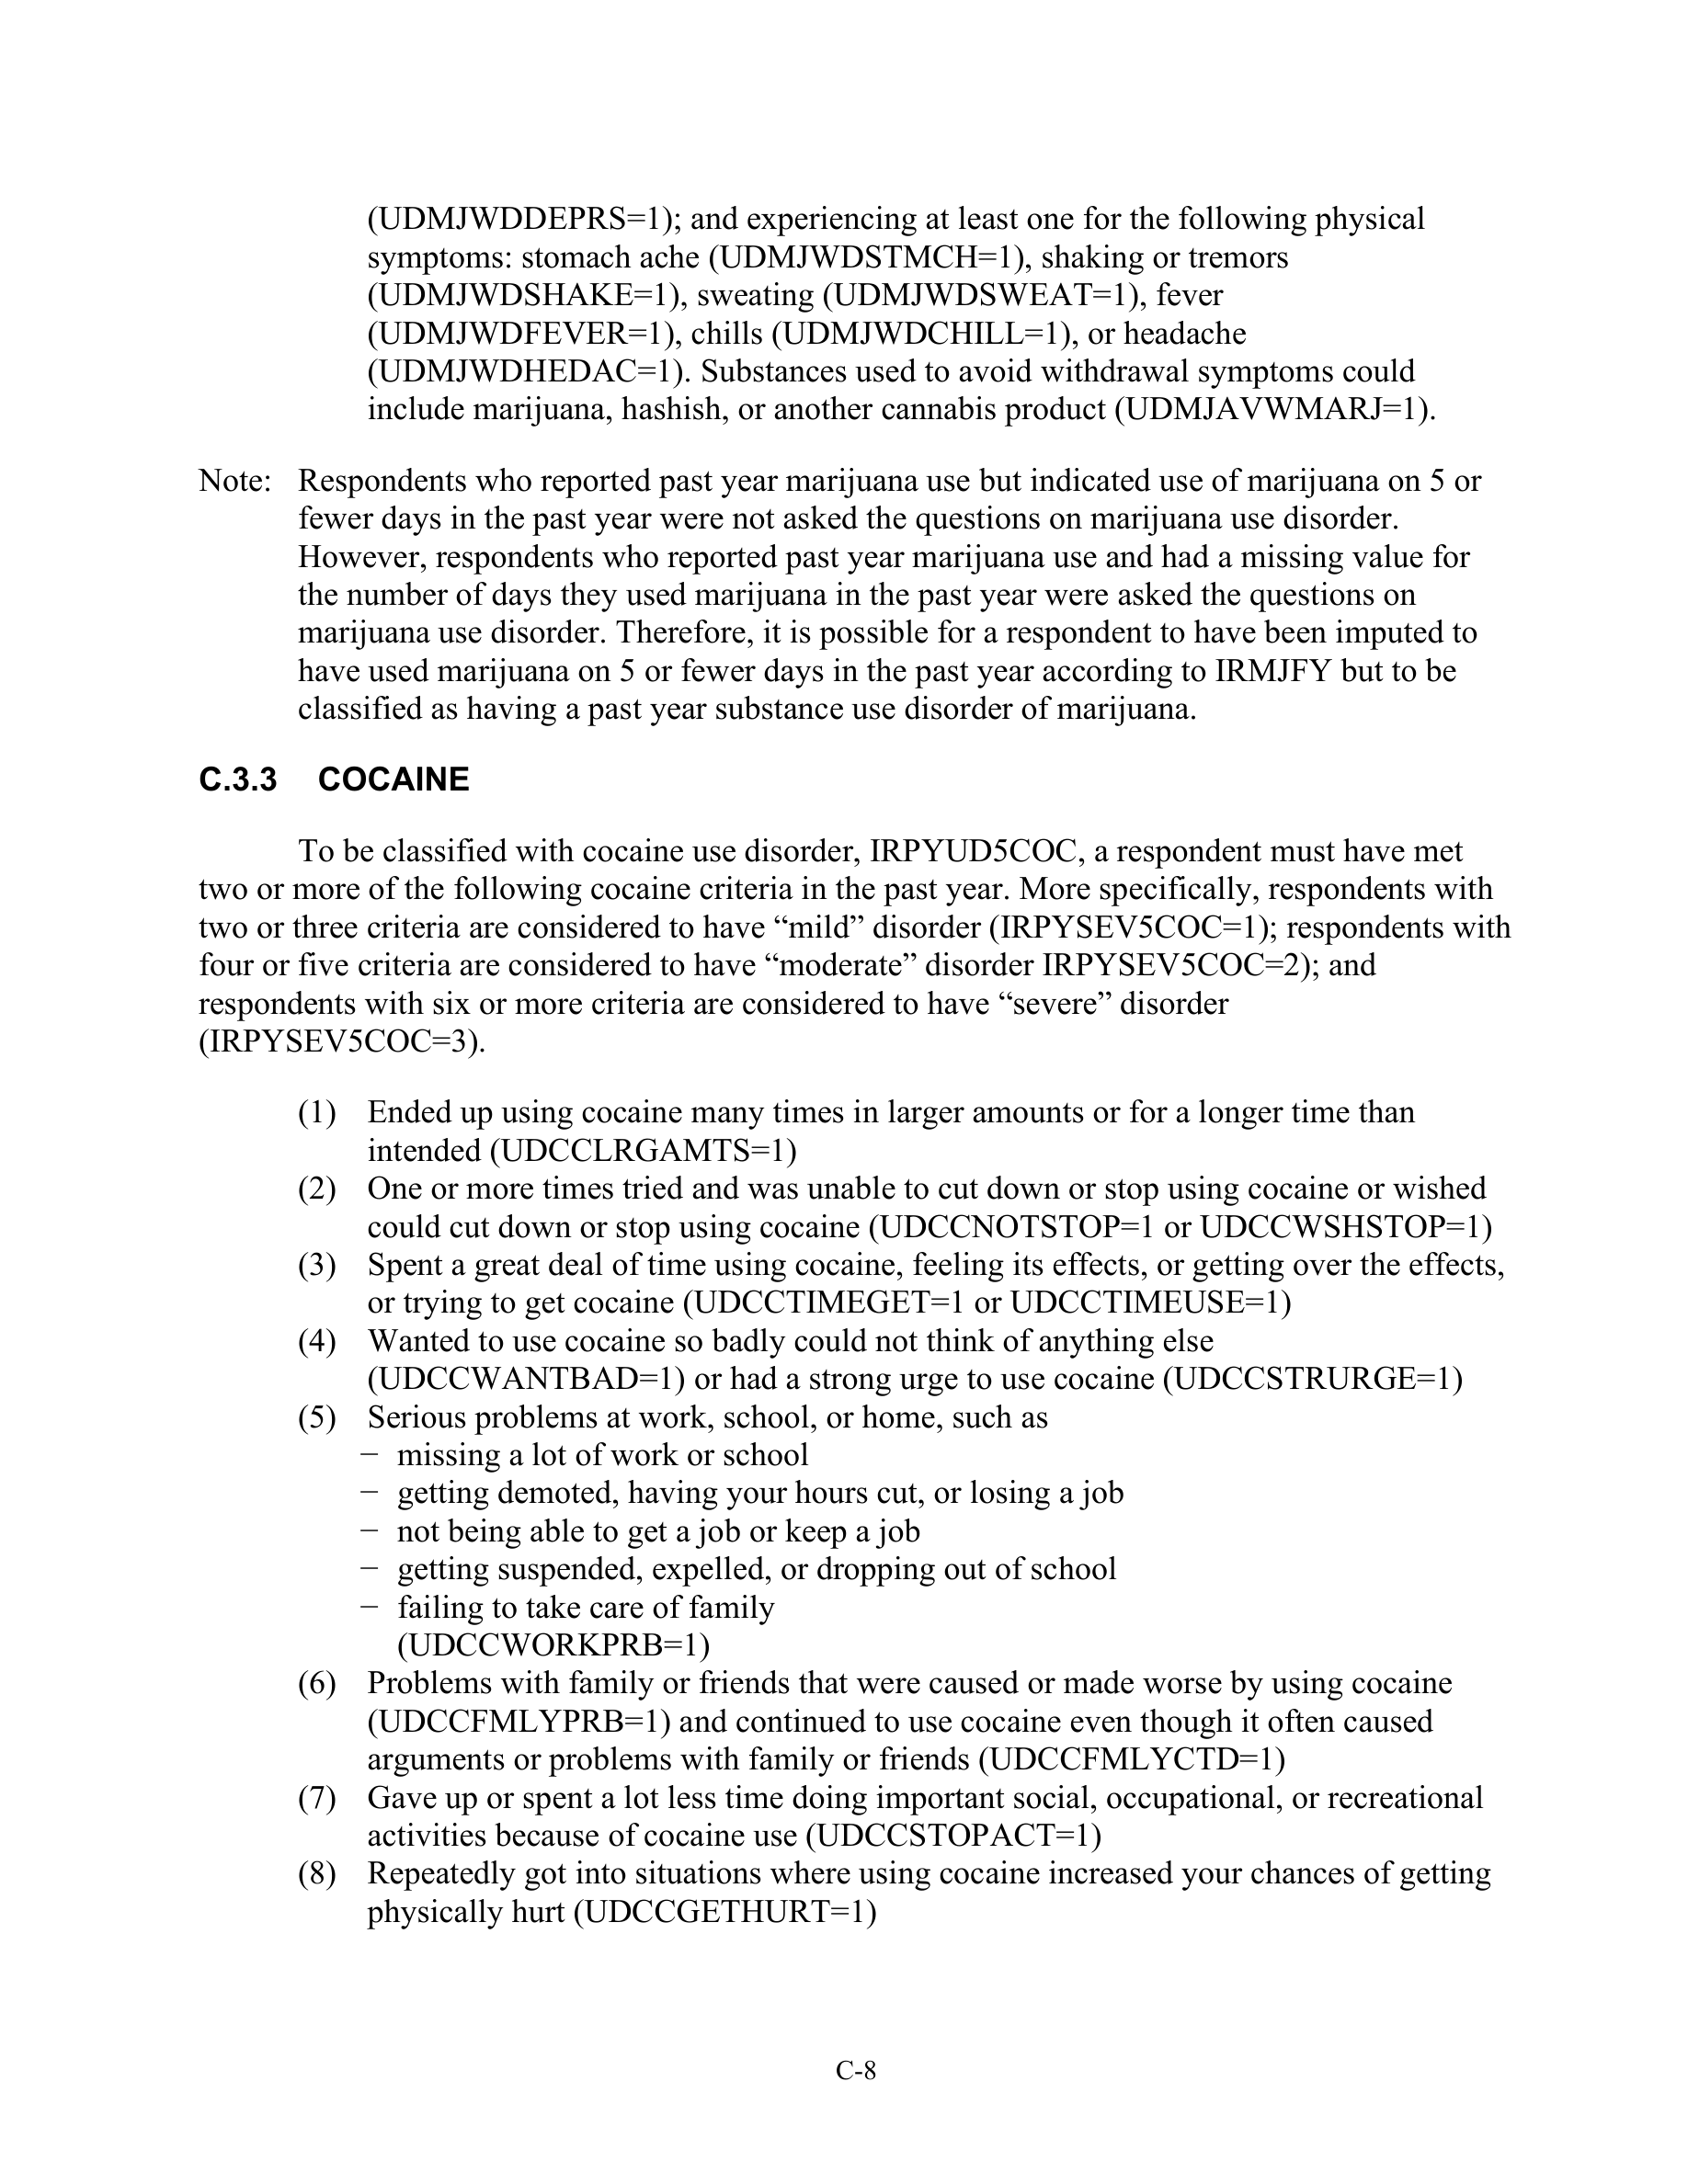 (UDMJWDDEPRS=1); and experiencing at least one for the following physical
symptoms: stomach ache (UDMJWDSTMCH=1), shaking or tremors
(UDMJWDSHAKE=1), sweating (UDMJWDSWEAT=1), fever
(UDMJWDFEVER=1), chills (UDMJWDCHILL=1), or headache
(UDMJWDHEDAC=1). Substances used to avoid withdrawal symptoms could
include marijuana, hashish, or another cannabis product (UDMJAVWMARJ=1).
Note: Respondents who reported past year marijuana use but indicated use of marijuana on 5 or
fewer days in the past year were not asked the questions on marijuana use disorder.
However, respondents who reported past year marijuana use and had a missing value for
the number of days they used marijuana in the past year were asked the questions on
marijuana use disorder. Therefore, it is possible for a respondent to have been imputed to
have used marijuana on 5 or fewer days in the past year according to IRMJFY but to be
classified as having a past year substance use disorder of marijuana.
C.3.3 COCAINE
To be classified with cocaine use disorder, IRPYUD5COC, a respondent must have met
two or more of the following cocaine criteria in the past year. More specifically, respondents with
two or three criteria are considered to have “mild” disorder (IRPYSEV5COC=1); respondents with
four or five criteria are considered to have “moderate” disorder IRPYSEV5COC=2); and
respondents with six or more criteria are considered to have “severe” disorder
(IRPYSEV5COC=3).
(1) Ended up using cocaine many times in larger amounts or for a longer time than
intended (UDCCLRGAMTS=1)
(2) One or more times tried and was unable to cut down or stop using cocaine or wished
could cut down or stop using cocaine (UDCCNOTSTOP=1 or UDCCWSHSTOP=1)
(3) Spent a great deal of time using cocaine, feeling its effects, or getting over the effects,
or trying to get cocaine (UDCCTIMEGET=1 or UDCCTIMEUSE=1)
(4) Wanted to use cocaine so badly could not think of anything else
(UDCCWANTBAD=1) or had a strong urge to use cocaine (UDCCSTRURGE=1)
(5) Serious problems at work, school, or home, such as
− missing a lot of work or school
− getting demoted, having your hours cut, or losing a job
− not being able to get a job or keep a job
− getting suspended, expelled, or dropping out of school
− failing to take care of family
(UDCCWORKPRB=1)
(6) Problems with family or friends that were caused or made worse by using cocaine
(UDCCFMLYPRB=1) and continued to use cocaine even though it often caused
arguments or problems with family or friends (UDCCFMLYCTD=1)
(7) Gave up or spent a lot less time doing important social, occupational, or recreational
activities because of cocaine use (UDCCSTOPACT=1)
(8) Repeatedly got into situations where using cocaine increased your chances of getting
physically hurt (UDCCGETHURT=1)
C-8